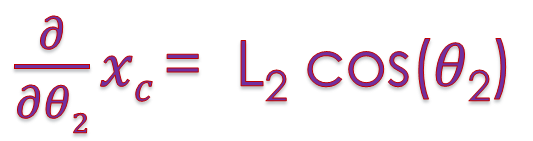 ∂/∂θ₂ x_c = L₂ cos(θ₂)